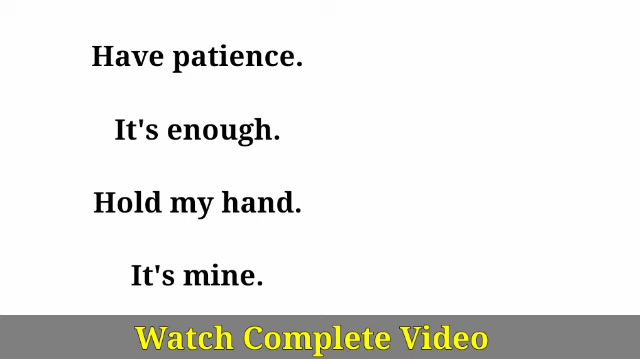 Have patience.
It's enough.
Hold my hand.
It's mine.
Watch Complete Video